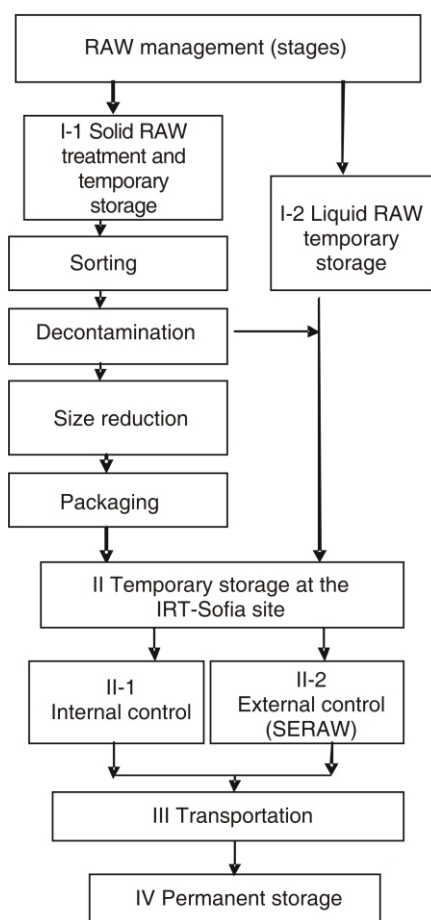 RAW management (stages)
I-1 Solid RAW
treatment and
temporary
storage
I-2 Liquid RAW
temporary
storage
Sorting
Decontamination
Size reduction
Packaging
II Temporary storage at the
IRT-Sofia site
II-1
Internal control
II-2
External control
(SERAW)
III Transportation
IV Permanent storage